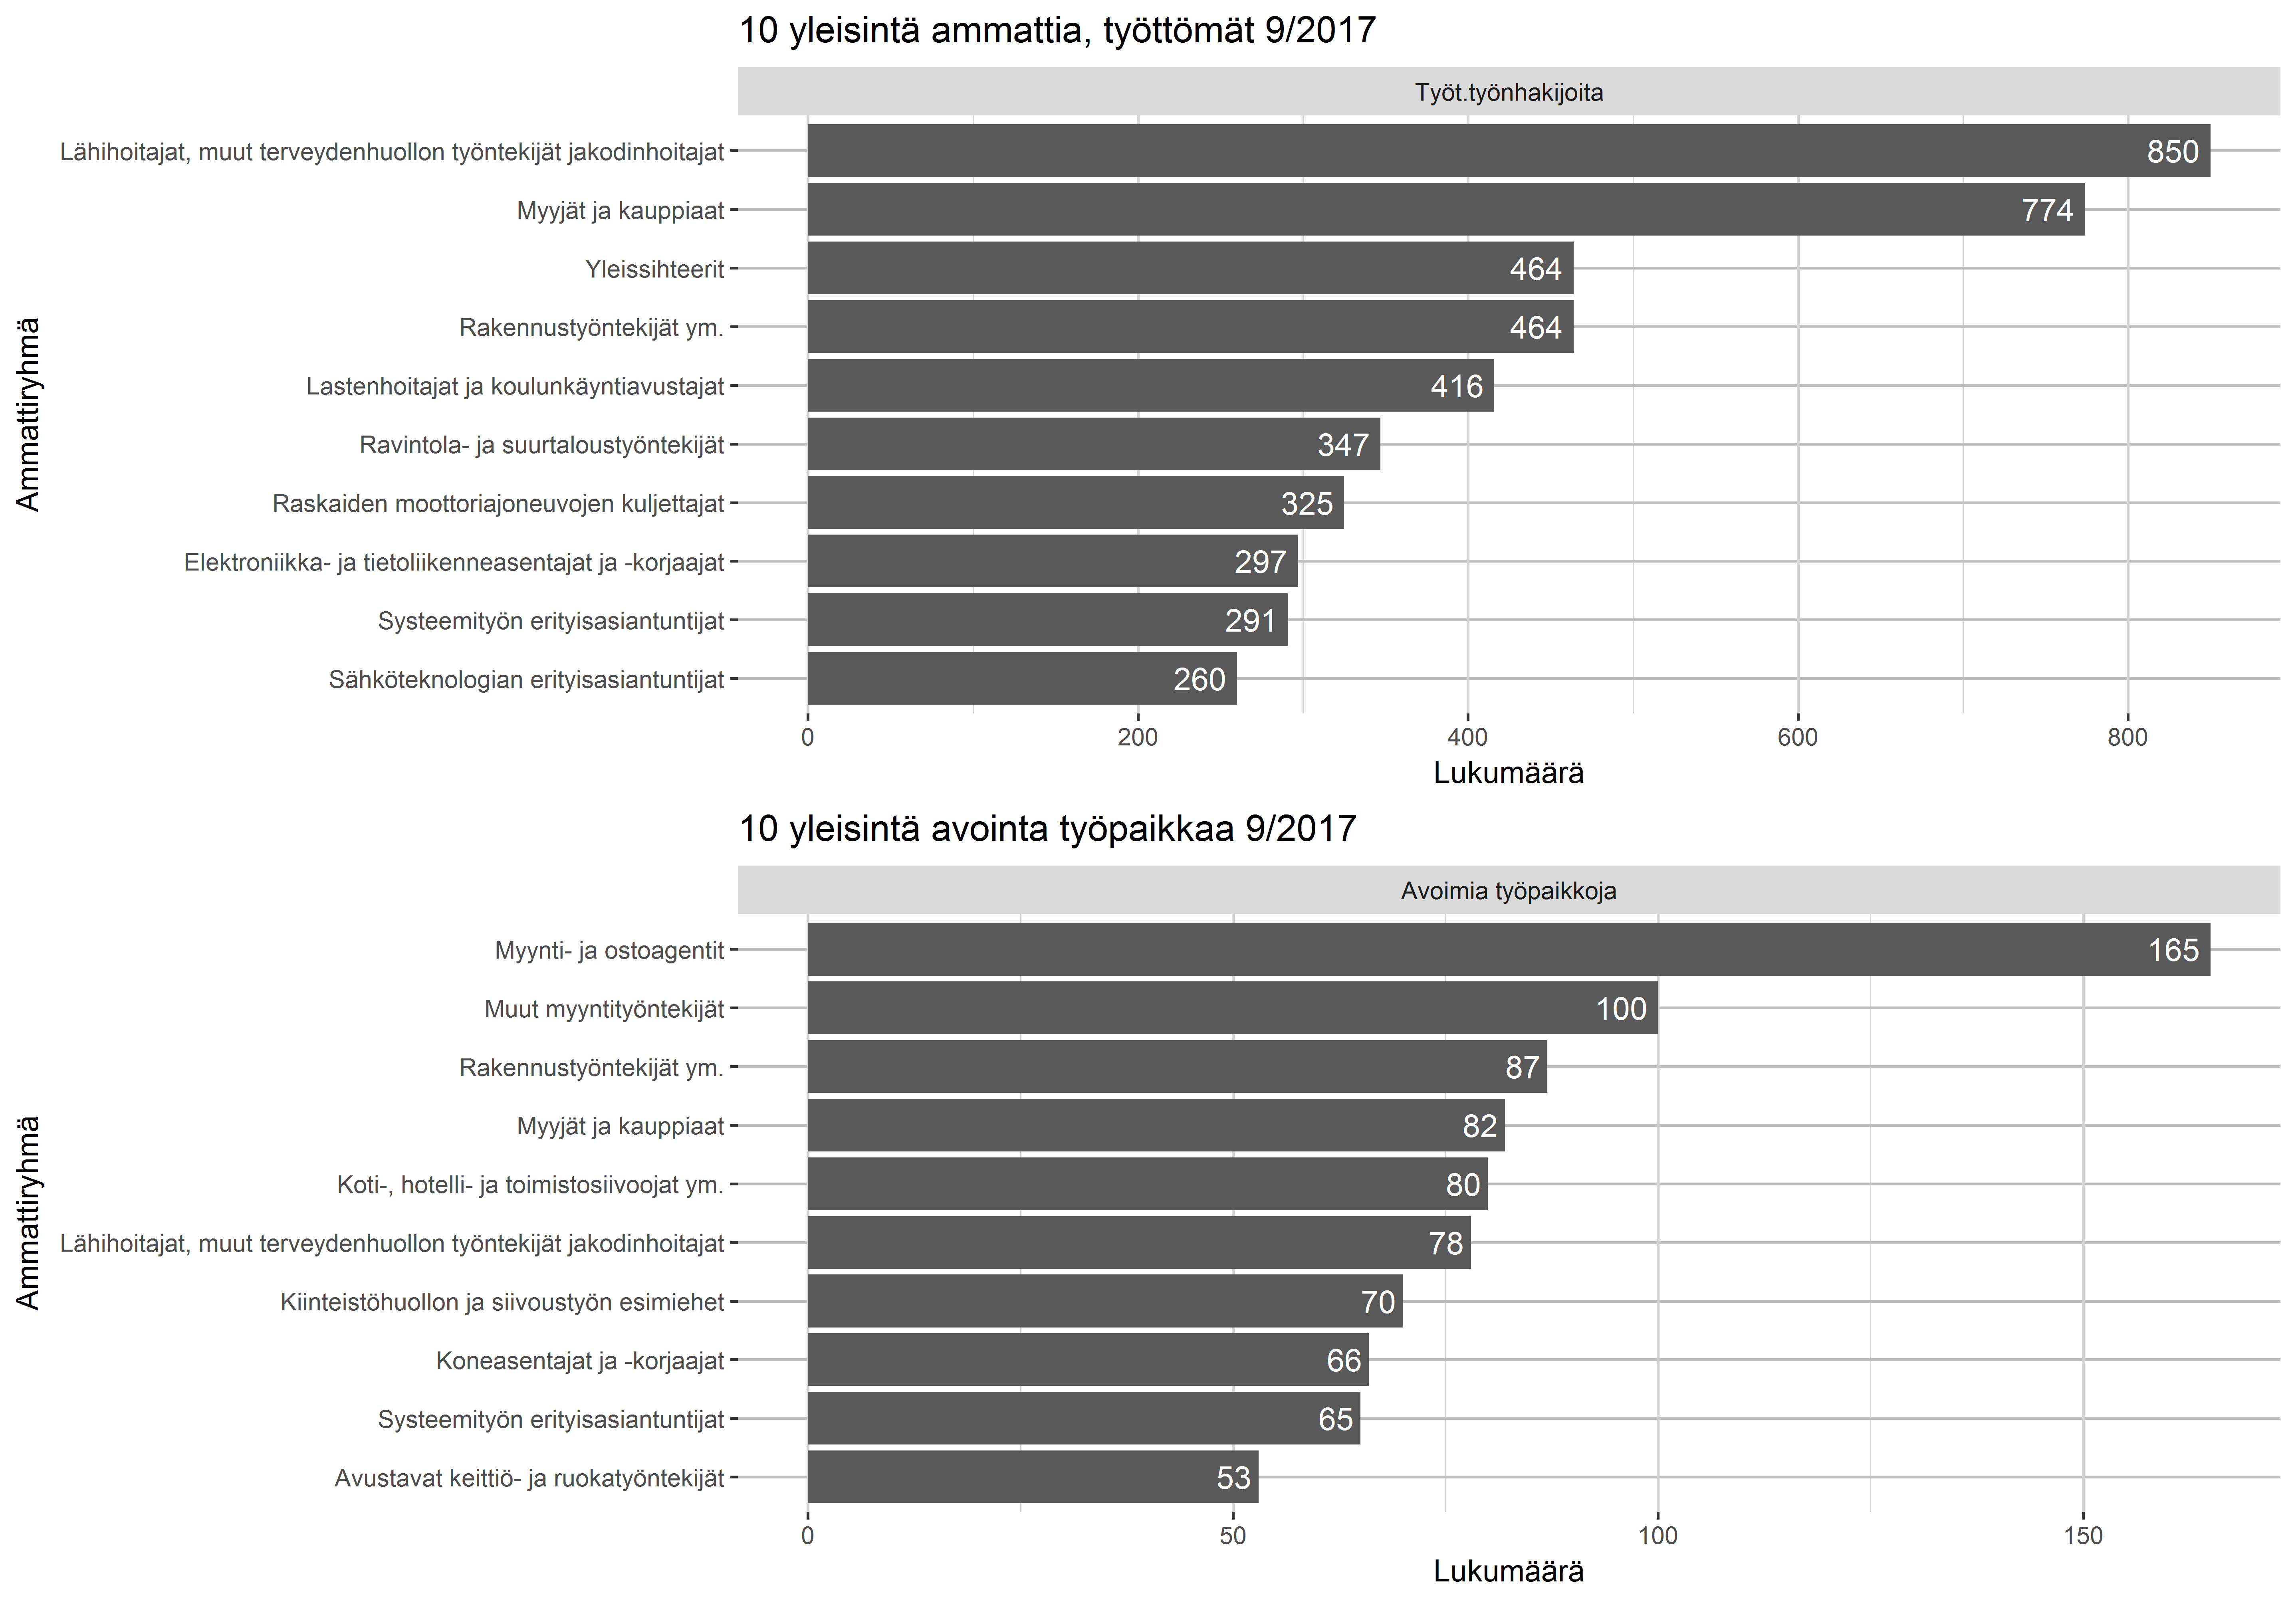 10 yleisintä ammattia, työttömät 9/2017
Työt.työnhakijoita
Ammattiryhmä
Lähihoitajat, muut terveydenhuollon työntekijät jakodinhoitajat 850
Myyjät ja kauppiaat 774
Yleissihteerit 464
Rakennustyöntekijät ym. 464
Lastenhoitajat ja koulunkäyntiavustajat 416
Ravintola- ja suurtaloustyöntekijät 347
Raskaiden moottoriajoneuvojen kuljettajat 325
Elektroniikka- ja tietoliikenneasentajat ja -korjaajat 297
Systeemityön erityisasiantuntijat 291
Sähköteknologian erityisasiantuntijat 260
0 200 400 600 800
Lukumäärä
10 yleisintä avointa työpaikkaa 9/2017
Avoimia työpaikkoja
Ammattiryhmä
Myynti- ja ostoagentit 165
Muut myyntityöntekijät 100
Rakennustyöntekijät ym. 87
Myyjät ja kauppiaat 82
Koti-, hotelli- ja toimistosiivoojat ym. 80
Lähihoitajat, muut terveydenhuollon työntekijät jakodinhoitajat 78
Kiinteistöhuollon ja siivoustyön esimiehet 70
Koneasentajat ja -korjaajat 66
Systeemityön erityisasiantuntijat 65
Avustavat keittiö- ja ruokatyöntekijät 53
0 50 100 150
Lukumäärä